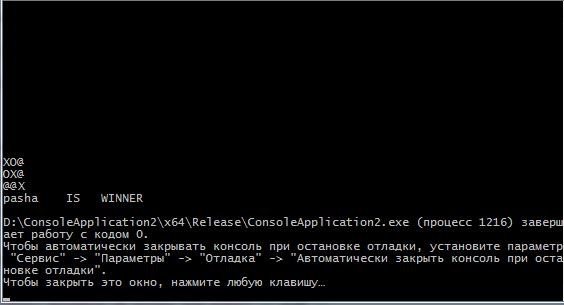 XO@
OX@
@@X
pasha    IS   WINNER
D:\ConsoleApplication2\x64\Release\ConsoleApplication2.exe (процесс 1216) заверш
ает работу с кодом 0.
Чтобы автоматически закрывать консоль при остановке отладки, установите параметр
 "Сервис" -> "Параметры" -> "Отладка" -> "Автоматически закрыть консоль при оста
новке отладки".
Чтобы закрыть это окно, нажмите любую клавишу…